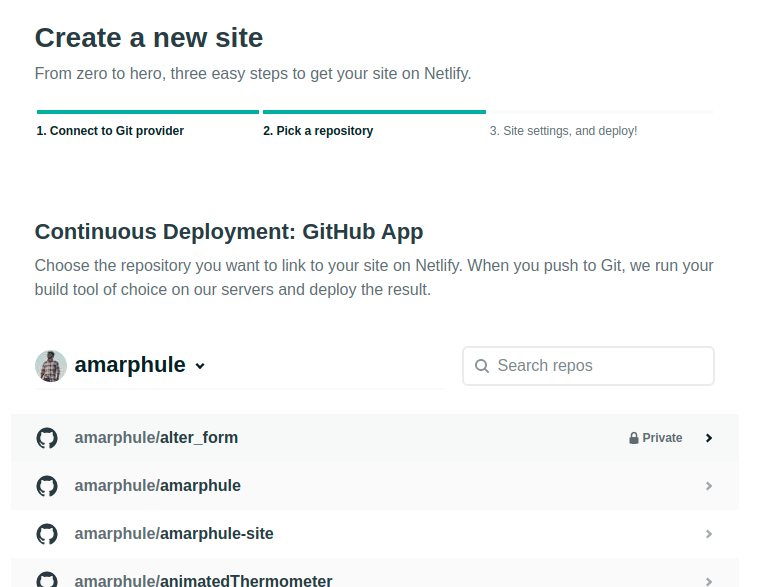 Create a new site
From zero to hero, three easy steps to get your site on Netlify.
1. Connect to Git provider
2. Pick a repository
3. Site settings, and deploy!
Continuous Deployment: GitHub App
Choose the repository you want to link to your site on Netlify. When you push to Git, we run your
build tool of choice on our servers and deploy the result.
amarphule
Search repos
amarphule/alter_form
Private
amarphule/amarphule
amarphule/amarphule-site
amarphule/animatedThermometer